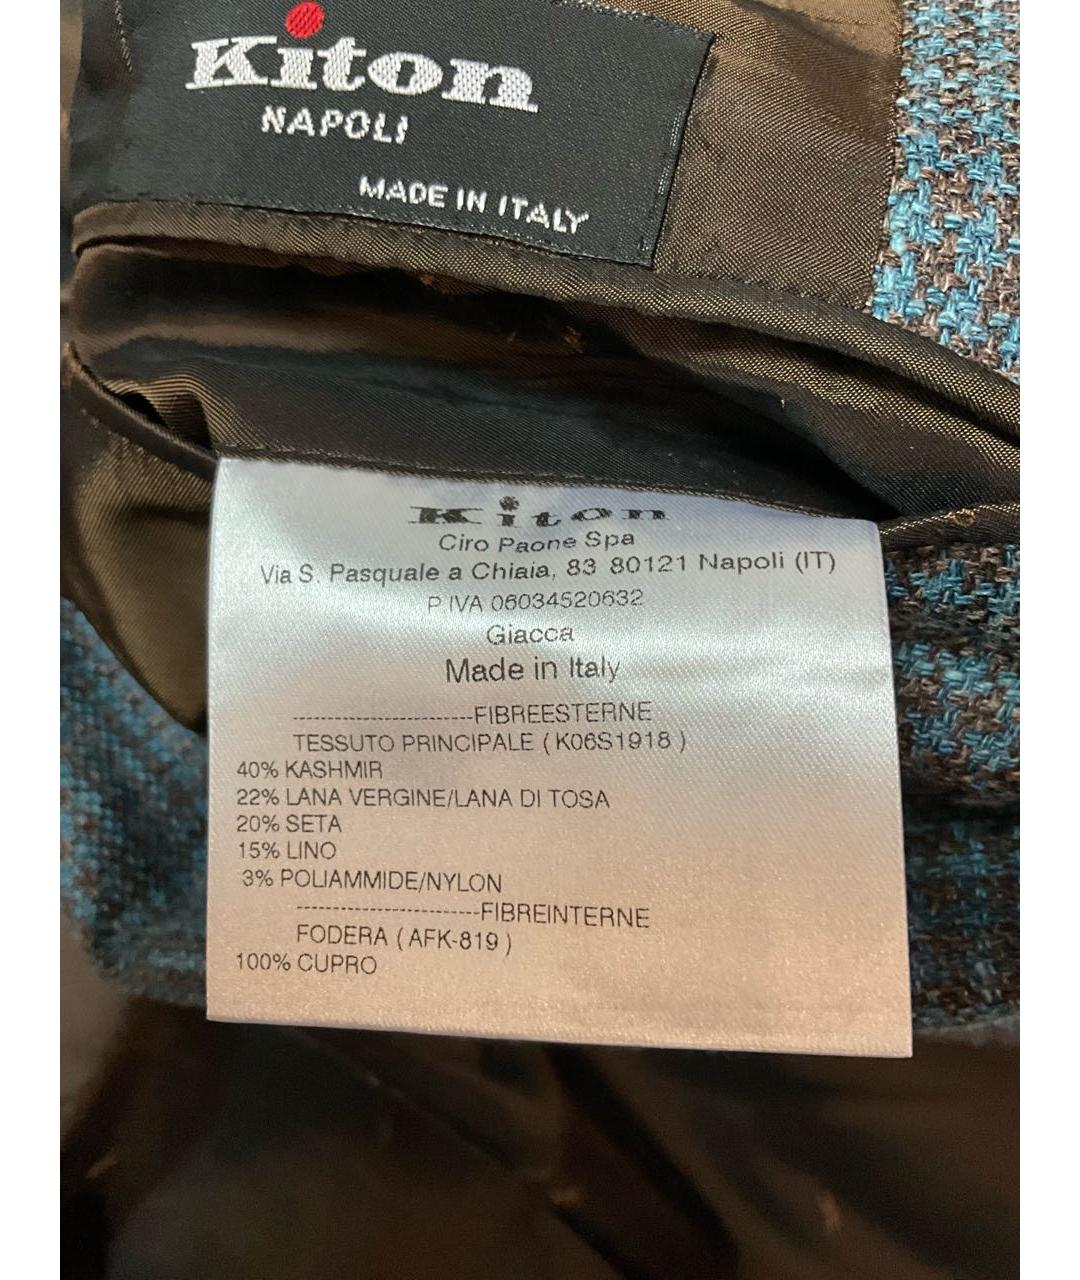 Kiton
NAPOLI
MADE IN ITALY
Kiton
Ciro Paone Spa
Via S. Pasquale a Chiaia, 83 80121 Napoli (IT)
P.IVA 06034520632
Giacca
Made in Italy
------------------------FIBREESTERNE
TESSUTO PRINCIPALE ( K06S1918 )
40% KASHMIR
22% LANA VERGINE/LANA DI TOSA
20% SETA
15% LINO
3% POLIAMMIDE/NYLON
------------------------FIBREINTERNE
FODERA ( AFK-819 )
100% CUPRO